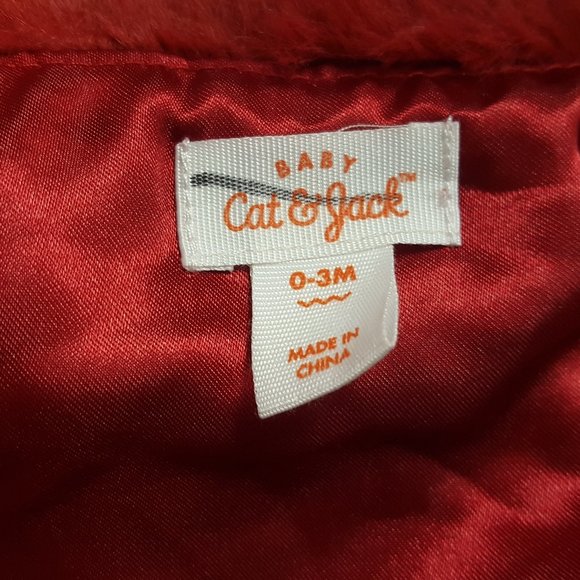 BABY
Cat & Jack™
0-3M
MADE IN
CHINA